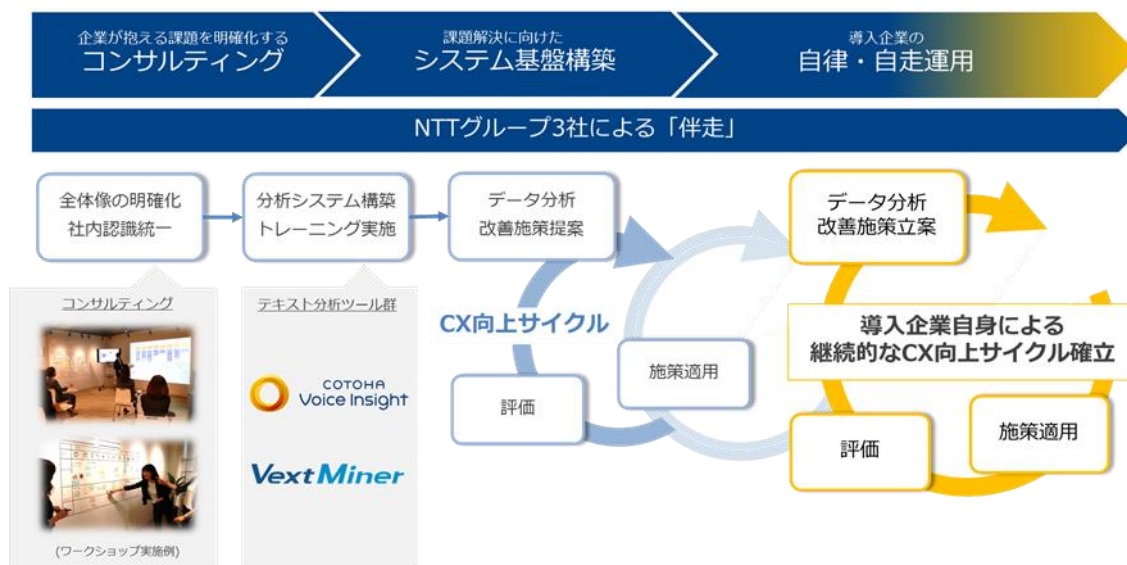 企業が抱える課題を明確化する
コンサルティング
課題解決に向けた
システム基盤構築
導入企業の
自律・自走運用
NTTグループ3社による「伴走」
全体像の明確化
社内認識統一
分析システム構築
トレーニング実施
データ分析
改善施策提案
データ分析
改善施策立案
コンサルティング
テキスト分析ツール群
COTOHA
Voice Insight
VextMiner
(ワークショップ実施例)
CX向上サイクル
施策適用
評価
導入企業自身による
継続的なCX向上サイクル確立
施策適用
評価